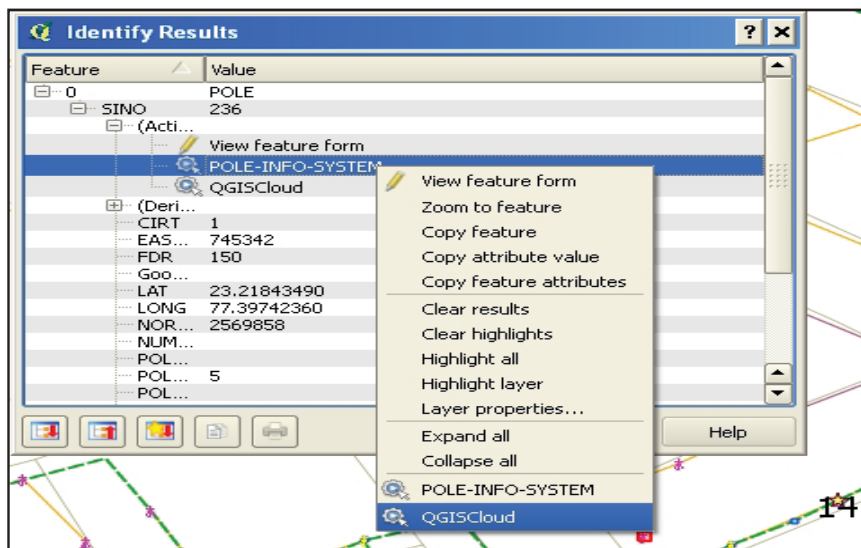 Identify Results
Feature Value
0 POLE
SINO 236
(Acti...
View feature form
POLE-INFO-SYSTEM
QGISCloud
(Deri...
CIRT 1
EAS... 745342
FDR 150
Goo...
LAT 23.21843490
LONG 77.39742360
NOR... 2569858
NUM...
POL...
POL... 5
POL...
View feature form
Zoom to feature
Copy feature
Copy attribute value
Copy feature attributes
Clear results
Clear highlights
Highlight all
Highlight layer
Layer properties...
Expand all
Collapse all
POLE-INFO-SYSTEM
QGISCloud
Help
14